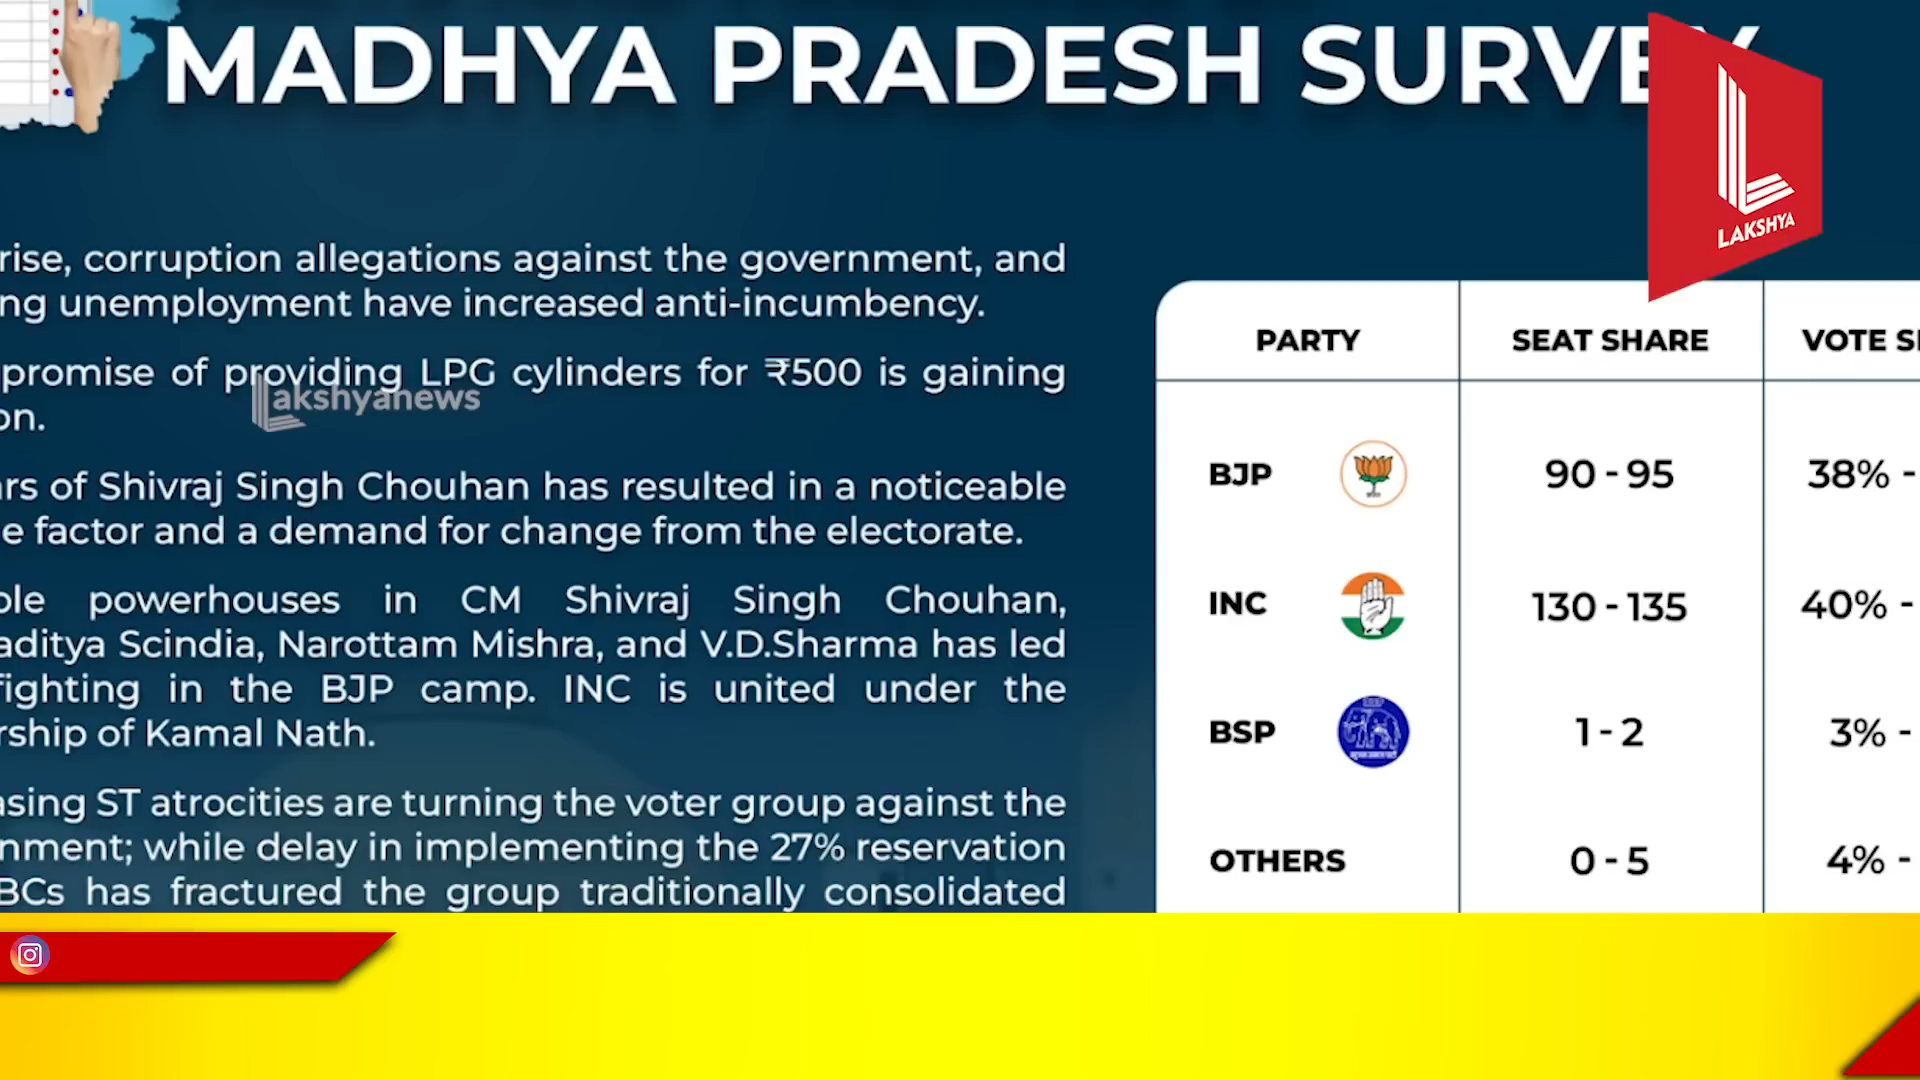 MADHYA PRADESH SURVEY
LAKSHYA
rise, corruption allegations against the government, and
ng unemployment have increased anti-incumbency.
promise of providing LPG cylinders for ₹500 is gaining
on.
Lakshyanews
ars of Shivraj Singh Chouhan has resulted in a noticeable
e factor and a demand for change from the electorate.
ple powerhouses in CM Shivraj Singh Chouhan,
aditya Scindia, Narottam Mishra, and V.D.Sharma has led
fighting in the BJP camp. INC is united under the
rship of Kamal Nath.
asing ST atrocities are turning the voter group against the
nment; while delay in implementing the 27% reservation
BCs has fractured the group traditionally consolidated
PARTY SEAT SHARE VOTE S
BJP 90 - 95 38% -
INC 130 - 135 40% -
BSP 1 - 2 3% -
OTHERS 0 - 5 4% -